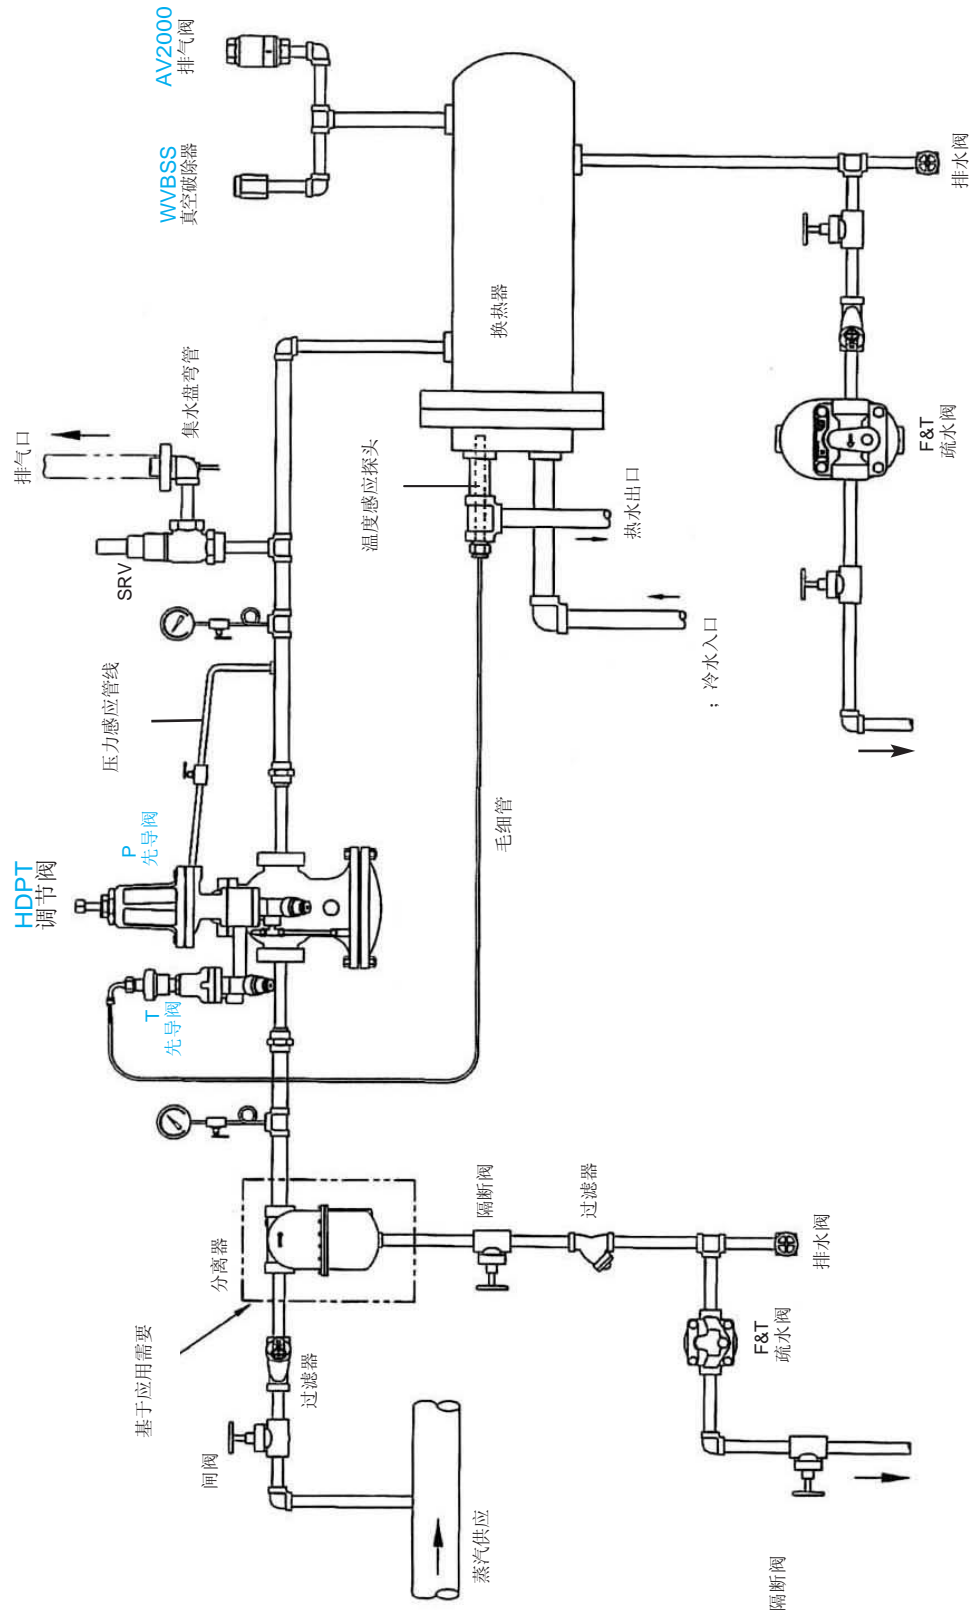 AV2000
排气阀
WVBSS
真空破除器
排气口
集水盘弯管
SRV
换热器
排水阀
温度感应探头
热水出口
F&T
疏水阀
压力感应管线
；冷水入口
HDPT
调节阀
P
先导阀
毛细管
T
先导阀
分离器
基于应用需要
隔断阀
过滤器
排水阀
过滤器
闸阀
F&T
疏水阀
蒸汽供应
隔断阀